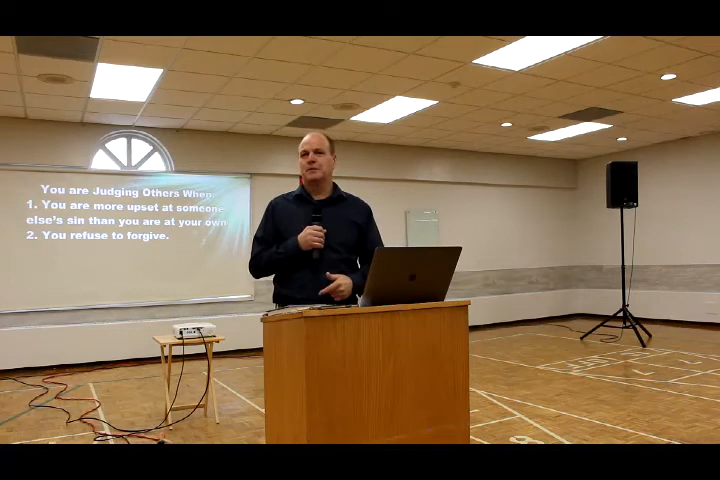 You are Judging Others When:
1. You are more upset at someone
else's sin than you are at your own
2. You refuse to forgive.